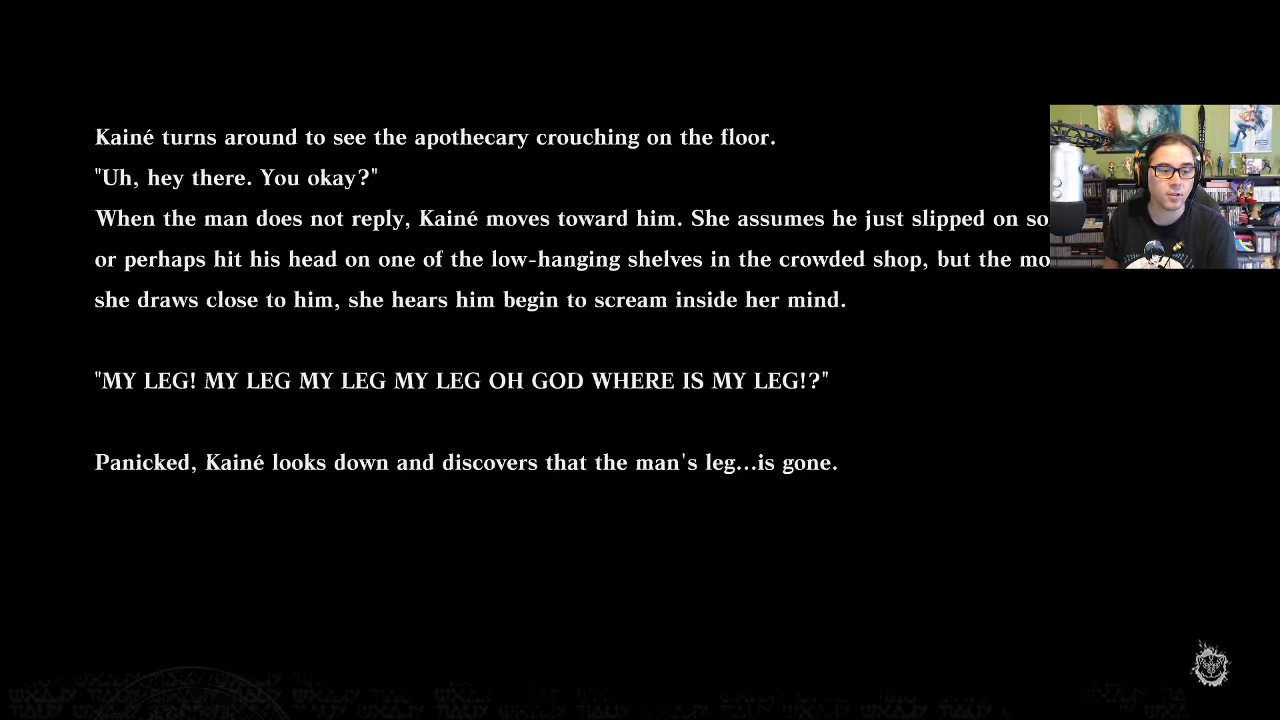 Kainé turns around to see the apothecary crouching on the floor.
"Uh, hey there. You okay?"
When the man does not reply, Kainé moves toward him. She assumes he just slipped on
or perhaps hit his head on one of the low-hanging shelves in the crowded shop, but the
she draws close to him, she hears him begin to scream inside her mind.
"MY LEG! MY LEG MY LEG MY LEG OH GOD WHERE IS MY LEG!?"
Panicked, Kainé looks down and discovers that the man's leg...is gone.